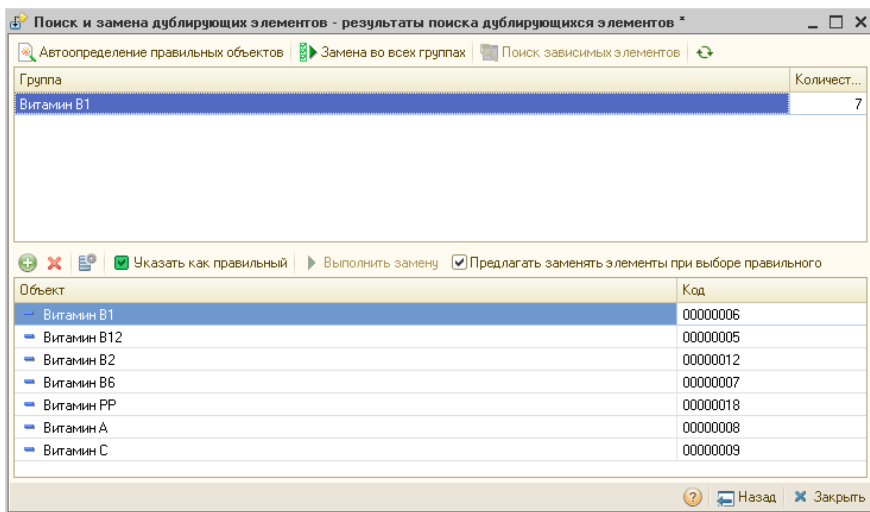 Поиск и замена дублирующих элементов - результаты поиска дублирующихся элементов *
Автоопределение правильных объектов Замена во всех группах Поиск зависимых элементов
Группа Количест...
Витамин B1 7
Указать как правильный Выполнить замену Предлагать заменять элементы при выборе правильного
Объект Код
Витамин B1 00000006
Витамин B12 00000005
Витамин B2 00000012
Витамин B6 00000007
Витамин PP 00000018
Витамин А 00000008
Витамин С 00000009
? Назад Закрыть